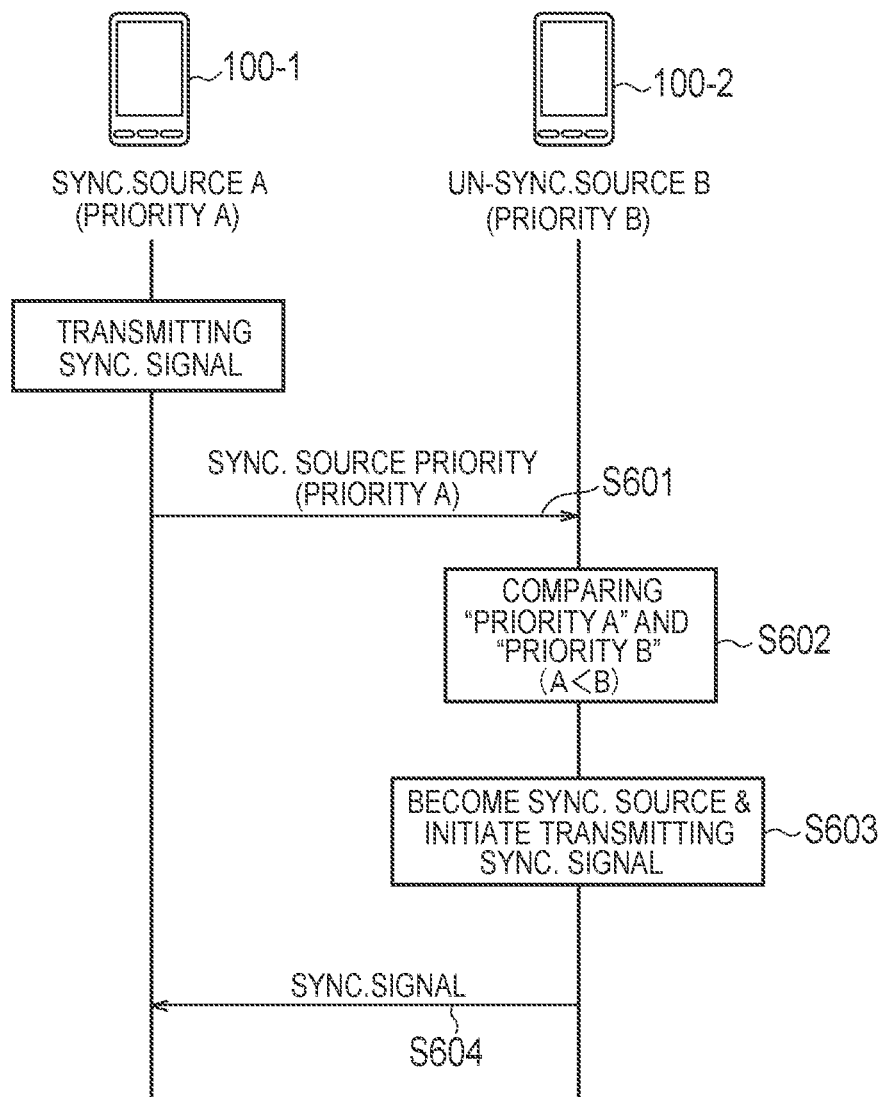 100-1
100-2
SYNC.SOURCE A
(PRIORITY A)
UN-SYNC.SOURCE B
(PRIORITY B)
TRANSMITTING
SYNC. SIGNAL
SYNC. SOURCE PRIORITY
(PRIORITY A)
S601
COMPARING
“PRIORITY A” AND
“PRIORITY B”
(A<B)
S602
BECOME SYNC. SOURCE &
INITIATE TRANSMITTING
SYNC. SIGNAL
S603
SYNC.SIGNAL
S604